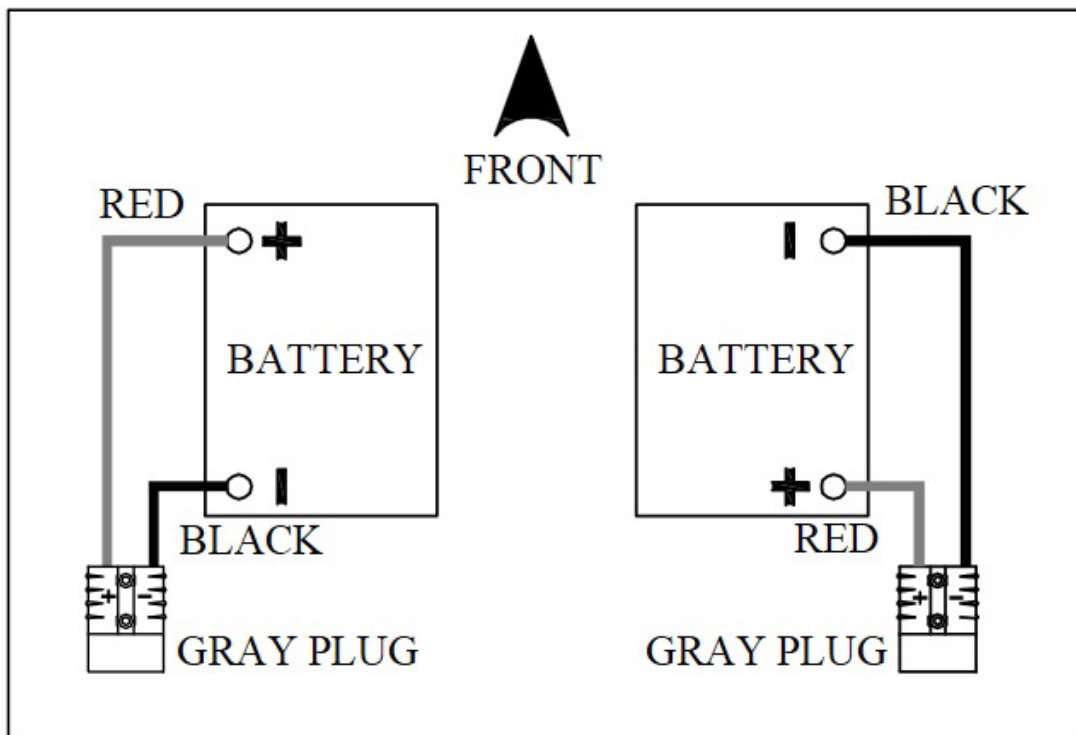 FRONT
RED
BLACK
+
-
BATTERY
BATTERY
-
+
BLACK
RED
+ -
+ -
GRAY PLUG
GRAY PLUG